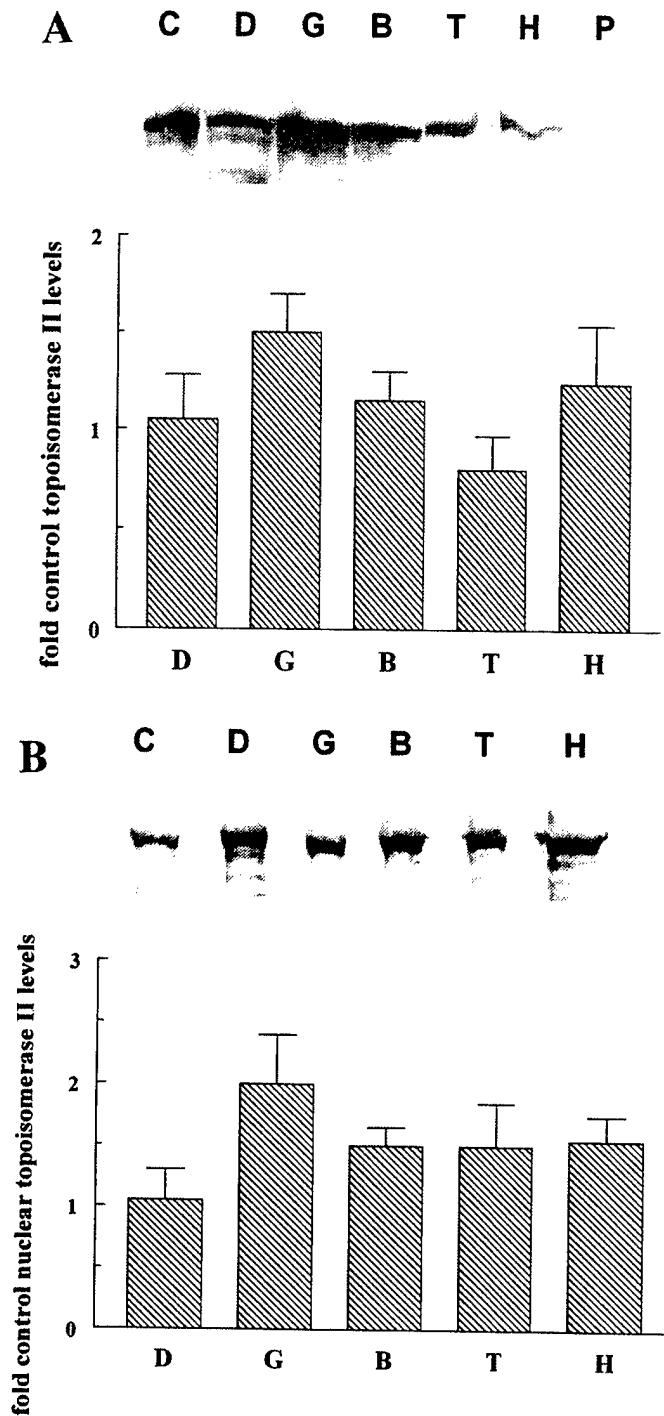 A C D G B T H P
2
1
0
fold control topoisomerase II levels
D G B T H
B C D G B T H
3
2
1
0
fold control nuclear topoisomerase II levels
D G B T H